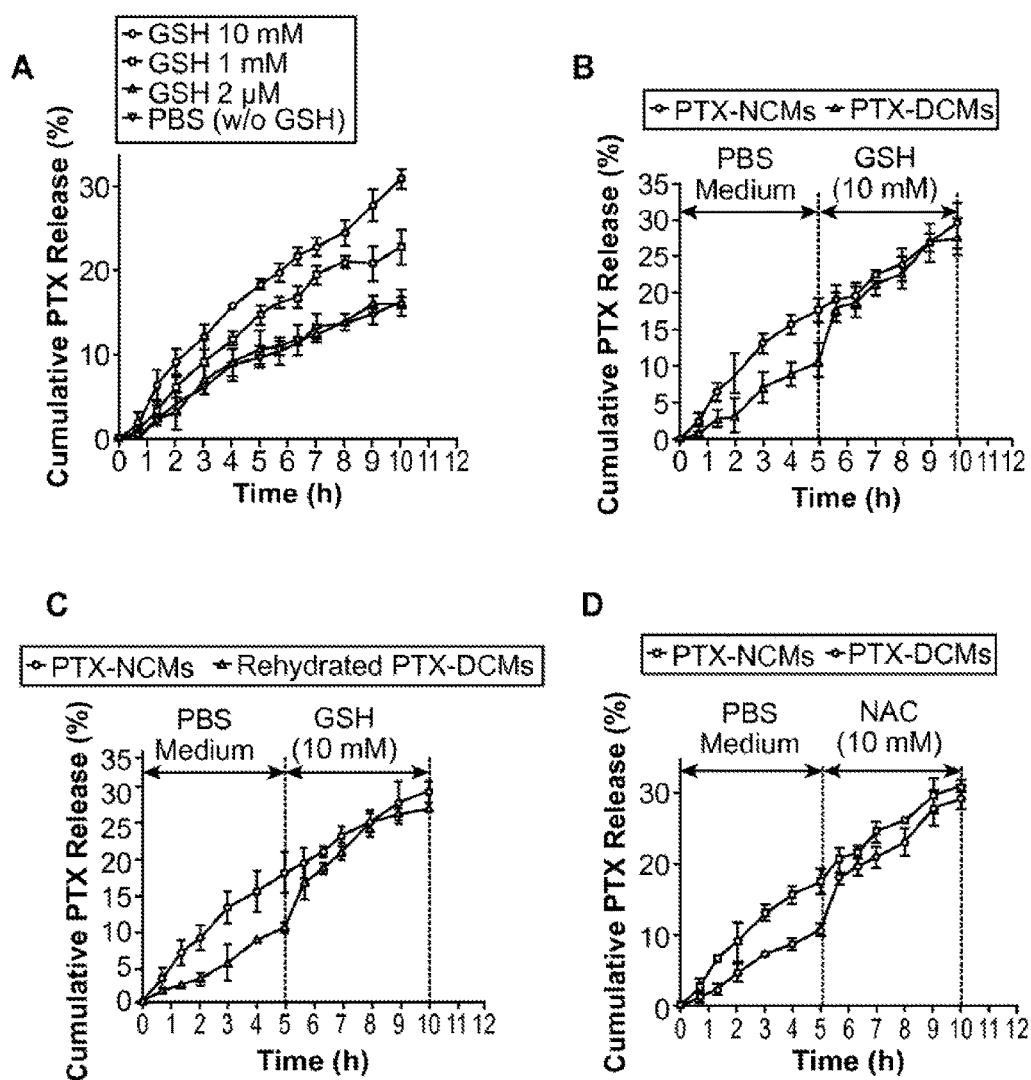 A
GSH 10 mM
GSH 1 mM
GSH 2 µM
PBS (w/o GSH)
Cumulative PTX Release (%)
30
20
10
0
0 1 2 3 4 5 6 7 8 9 10 11 12
Time (h)
B
PTX-NCMs PTX-DCMs
PBS Medium
GSH (10 mM)
Cumulative PTX Release (%)
35
30
25
20
15
10
5
0
0 1 2 3 4 5 6 7 8 9 10 11 12
Time (h)
C
PTX-NCMs Rehydrated PTX-DCMs
PBS Medium
GSH (10 mM)
Cumulative PTX Release (%)
35
30
25
20
15
10
5
0
0 1 2 3 4 5 6 7 8 9 10 11 12
Time (h)
D
PTX-NCMs PTX-DCMs
PBS Medium
NAC (10 mM)
Cumulative PTX Release (%)
30
20
10
0
0 1 2 3 4 5 6 7 8 9 10 11 12
Time (h)